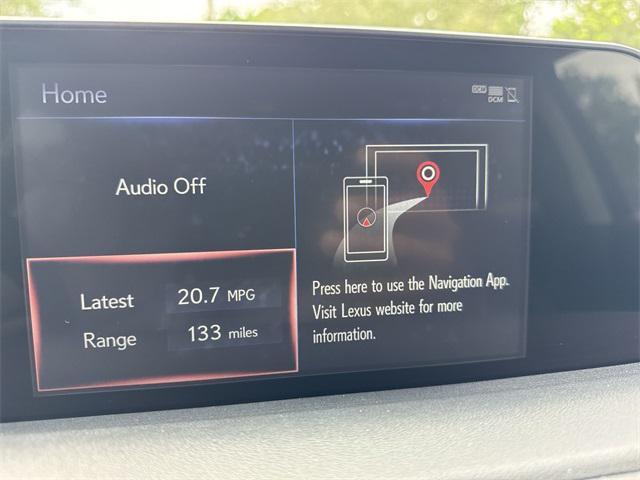 Home
DCM
DCM
Audio Off
Latest 20.7 MPG
Range 133 miles
Press here to use the Navigation App.
Visit Lexus website for more
information.